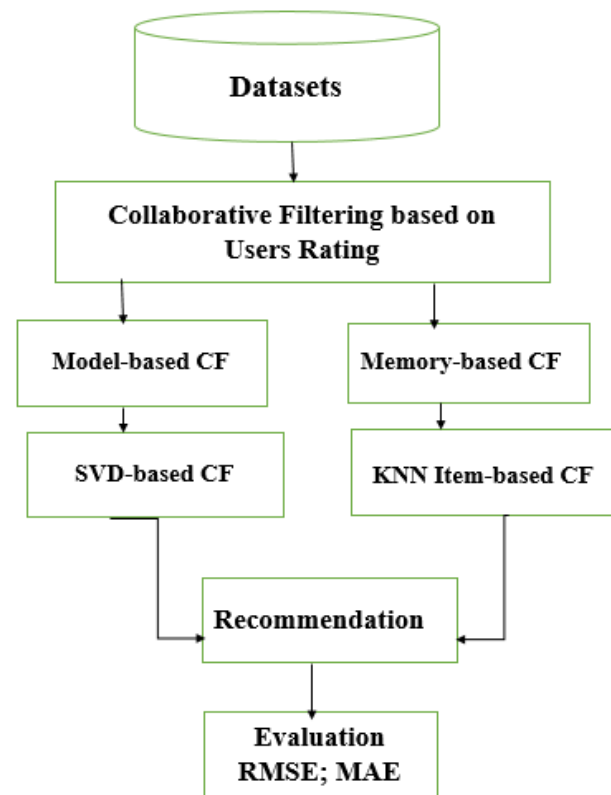 Datasets
Collaborative Filtering based on
Users Rating
Model-based CF
Memory-based CF
SVD-based CF
KNN Item-based CF
Recommendation
Evaluation
RMSE; MAE